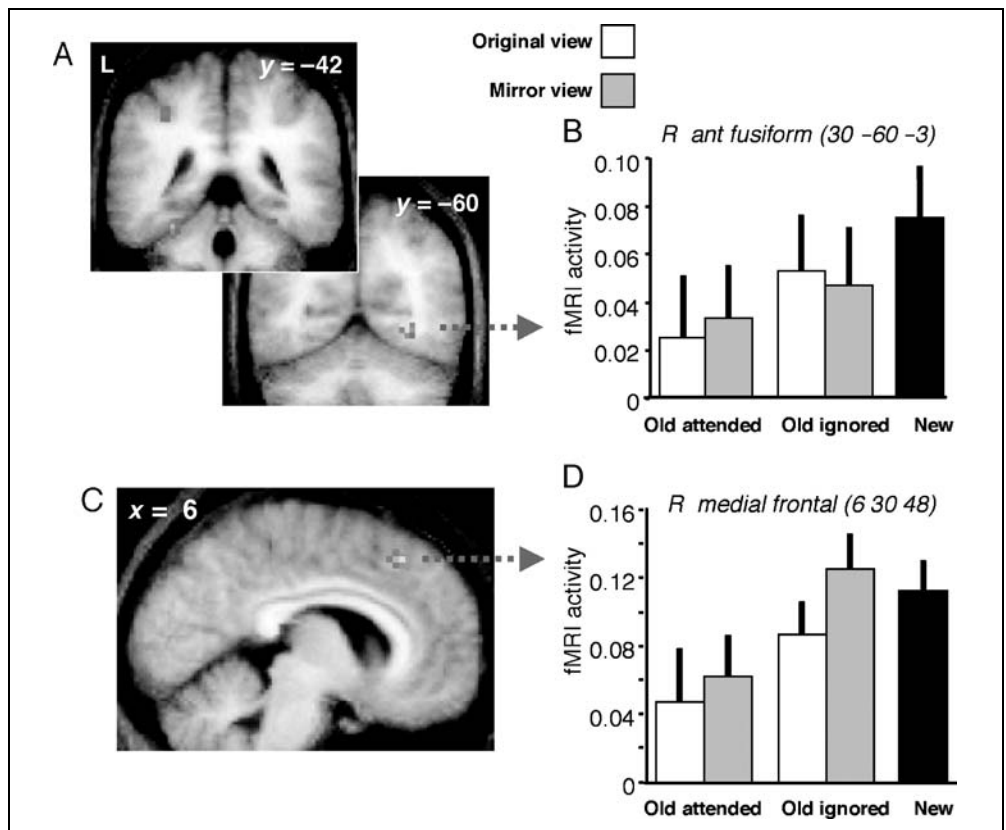 A
L
y = −42
y = −60
Original view
Mirror view
B
R ant fusiform (30 −60 −3)
fMRI activity
0.10
0.08
0.06
0.04
0.02
0
Old attended Old ignored New
C
x = 6
D
R medial frontal (6 30 48)
fMRI activity
0.16
0.12
0.08
0.04
0
Old attended Old ignored New